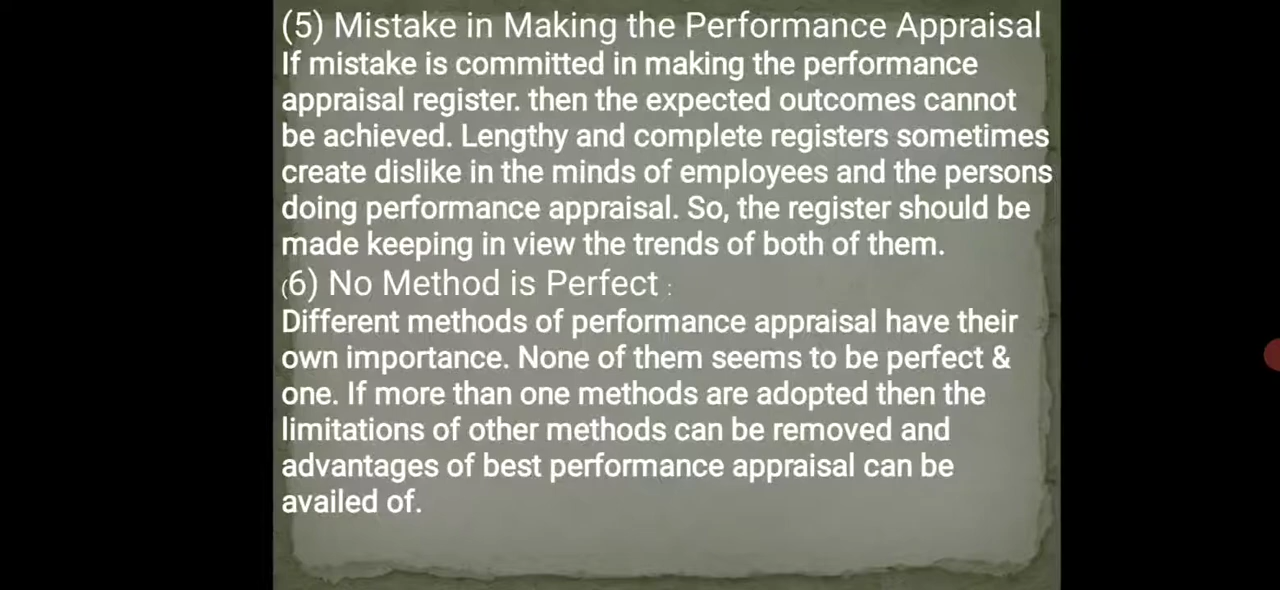 (5) Mistake in Making the Performance Appraisal
If mistake is committed in making the performance
appraisal register. then the expected outcomes cannot
be achieved. Lengthy and complete registers sometimes
create dislike in the minds of employees and the persons
doing performance appraisal. So, the register should be
made keeping in view the trends of both of them.
(6) No Method is Perfect :
Different methods of performance appraisal have their
own importance. None of them seems to be perfect &
one. If more than one methods are adopted then the
limitations of other methods can be removed and
advantages of best performance appraisal can be
availed of.